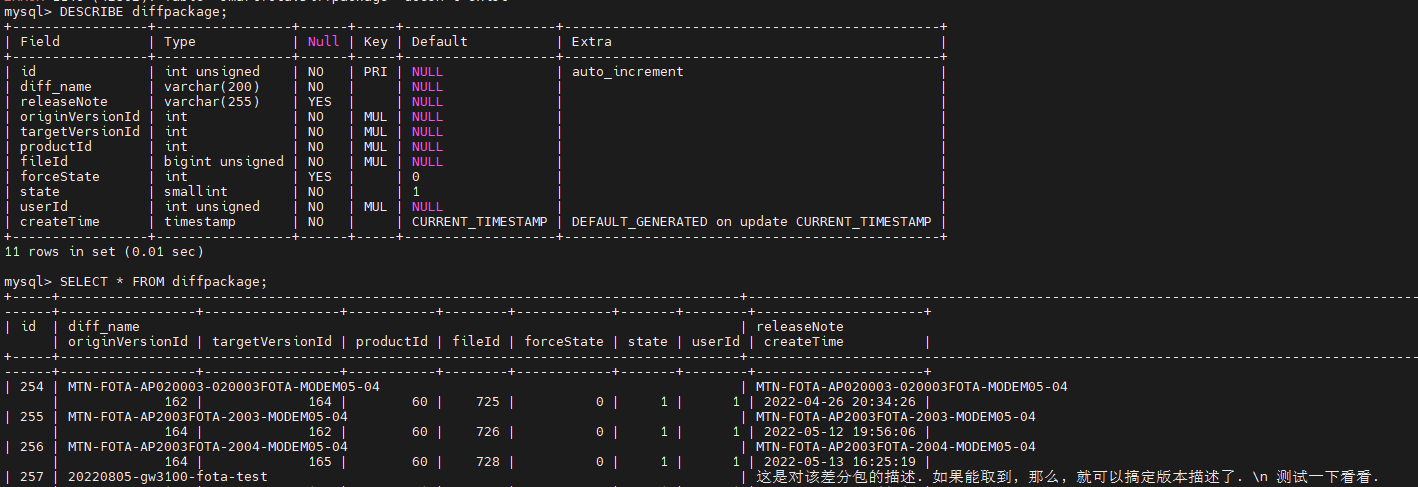 mysql> DESCRIBE diffpackage;
+-----------------+-----------------+------+-----+-------------------+-----------------------------------------------+
| Field           | Type            | Null | Key | Default           | Extra                                         |
+-----------------+-----------------+------+-----+-------------------+-----------------------------------------------+
| id              | int unsigned    | NO   | PRI | NULL              | auto_increment                                |
| diff_name       | varchar(200)    | NO   |     | NULL              |                                               |
| releaseNote     | varchar(255)    | YES  |     | NULL              |                                               |
| originVersionId | int             | NO   | MUL | NULL              |                                               |
| targetVersionId | int             | NO   | MUL | NULL              |                                               |
| productId       | int             | NO   | MUL | NULL              |                                               |
| fileId          | bigint unsigned | NO   | MUL | NULL              |                                               |
| forceState      | int             | YES  |     | 0                 |                                               |
| state           | smallint        | NO   |     | 1                 |                                               |
| userId          | int unsigned    | NO   | MUL | NULL              |                                               |
| createTime      | timestamp       | NO   |     | CURRENT_TIMESTAMP | DEFAULT_GENERATED on update CURRENT_TIMESTAMP |
+-----------------+-----------------+------+-----+-------------------+-----------------------------------------------+
11 rows in set (0.01 sec)
mysql> SELECT * FROM diffpackage;
| id  | diff_name | releaseNote
| originVersionId | targetVersionId | productId | fileId | forceState | state | userId | createTime |
| 254 | MTN-FOTA-AP020003-020003FOTA-MODEM05-04 | MTN-FOTA-AP020003-020003FOTA-MODEM05-04
| 162 | 164 | 60 | 725 | 0 | 1 | 1 | 2022-04-26 20:34:26 |
| 255 | MTN-FOTA-AP2003FOTA-2003-MODEM05-04 | MTN-FOTA-AP2003FOTA-2003-MODEM05-04
| 164 | 162 | 60 | 726 | 0 | 1 | 1 | 2022-05-12 19:56:06 |
| 256 | MTN-FOTA-AP2003FOTA-2004-MODEM05-04 | MTN-FOTA-AP2003FOTA-2004-MODEM05-04
| 164 | 165 | 60 | 728 | 0 | 1 | 1 | 2022-05-13 16:25:19 |
| 257 | 20220805-gw3100-fota-test | 这是对该差分包的描述. 如果能取到, 那么, 就可以搞定版本描述了. \n 测试一下看看.